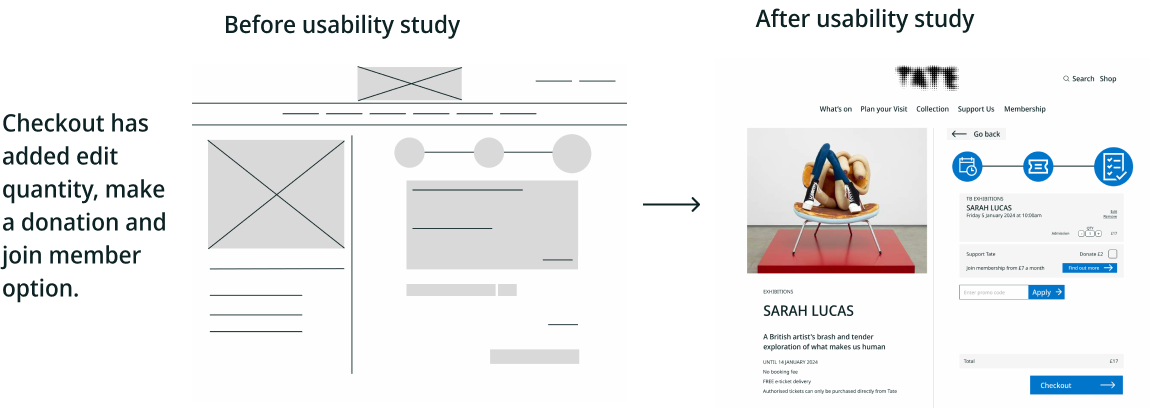 Before usability study
After usability study
Checkout has
added edit
quantity, make
a donation and
join member
option.
TATE
Search Shop
What's on Plan your Visit Collection Support Us Membership
Go back
TB EXHIBITIONS
SARAH LUCAS
Friday 5 January 2024 at 10:00am
Edit
Remove
QTY
Admission - 1 + £17
Support Tate Donate £2
Join membership from £7 a month Find out more
Enter promo code Apply
EXHIBITIONS
SARAH LUCAS
A British artist's brash and tender
exploration of what makes us human
UNTIL 14 JANUARY 2024
No booking fee
FREE e-ticket delivery
Authorised tickets can only be purchased directly from Tate
Total £17
Checkout